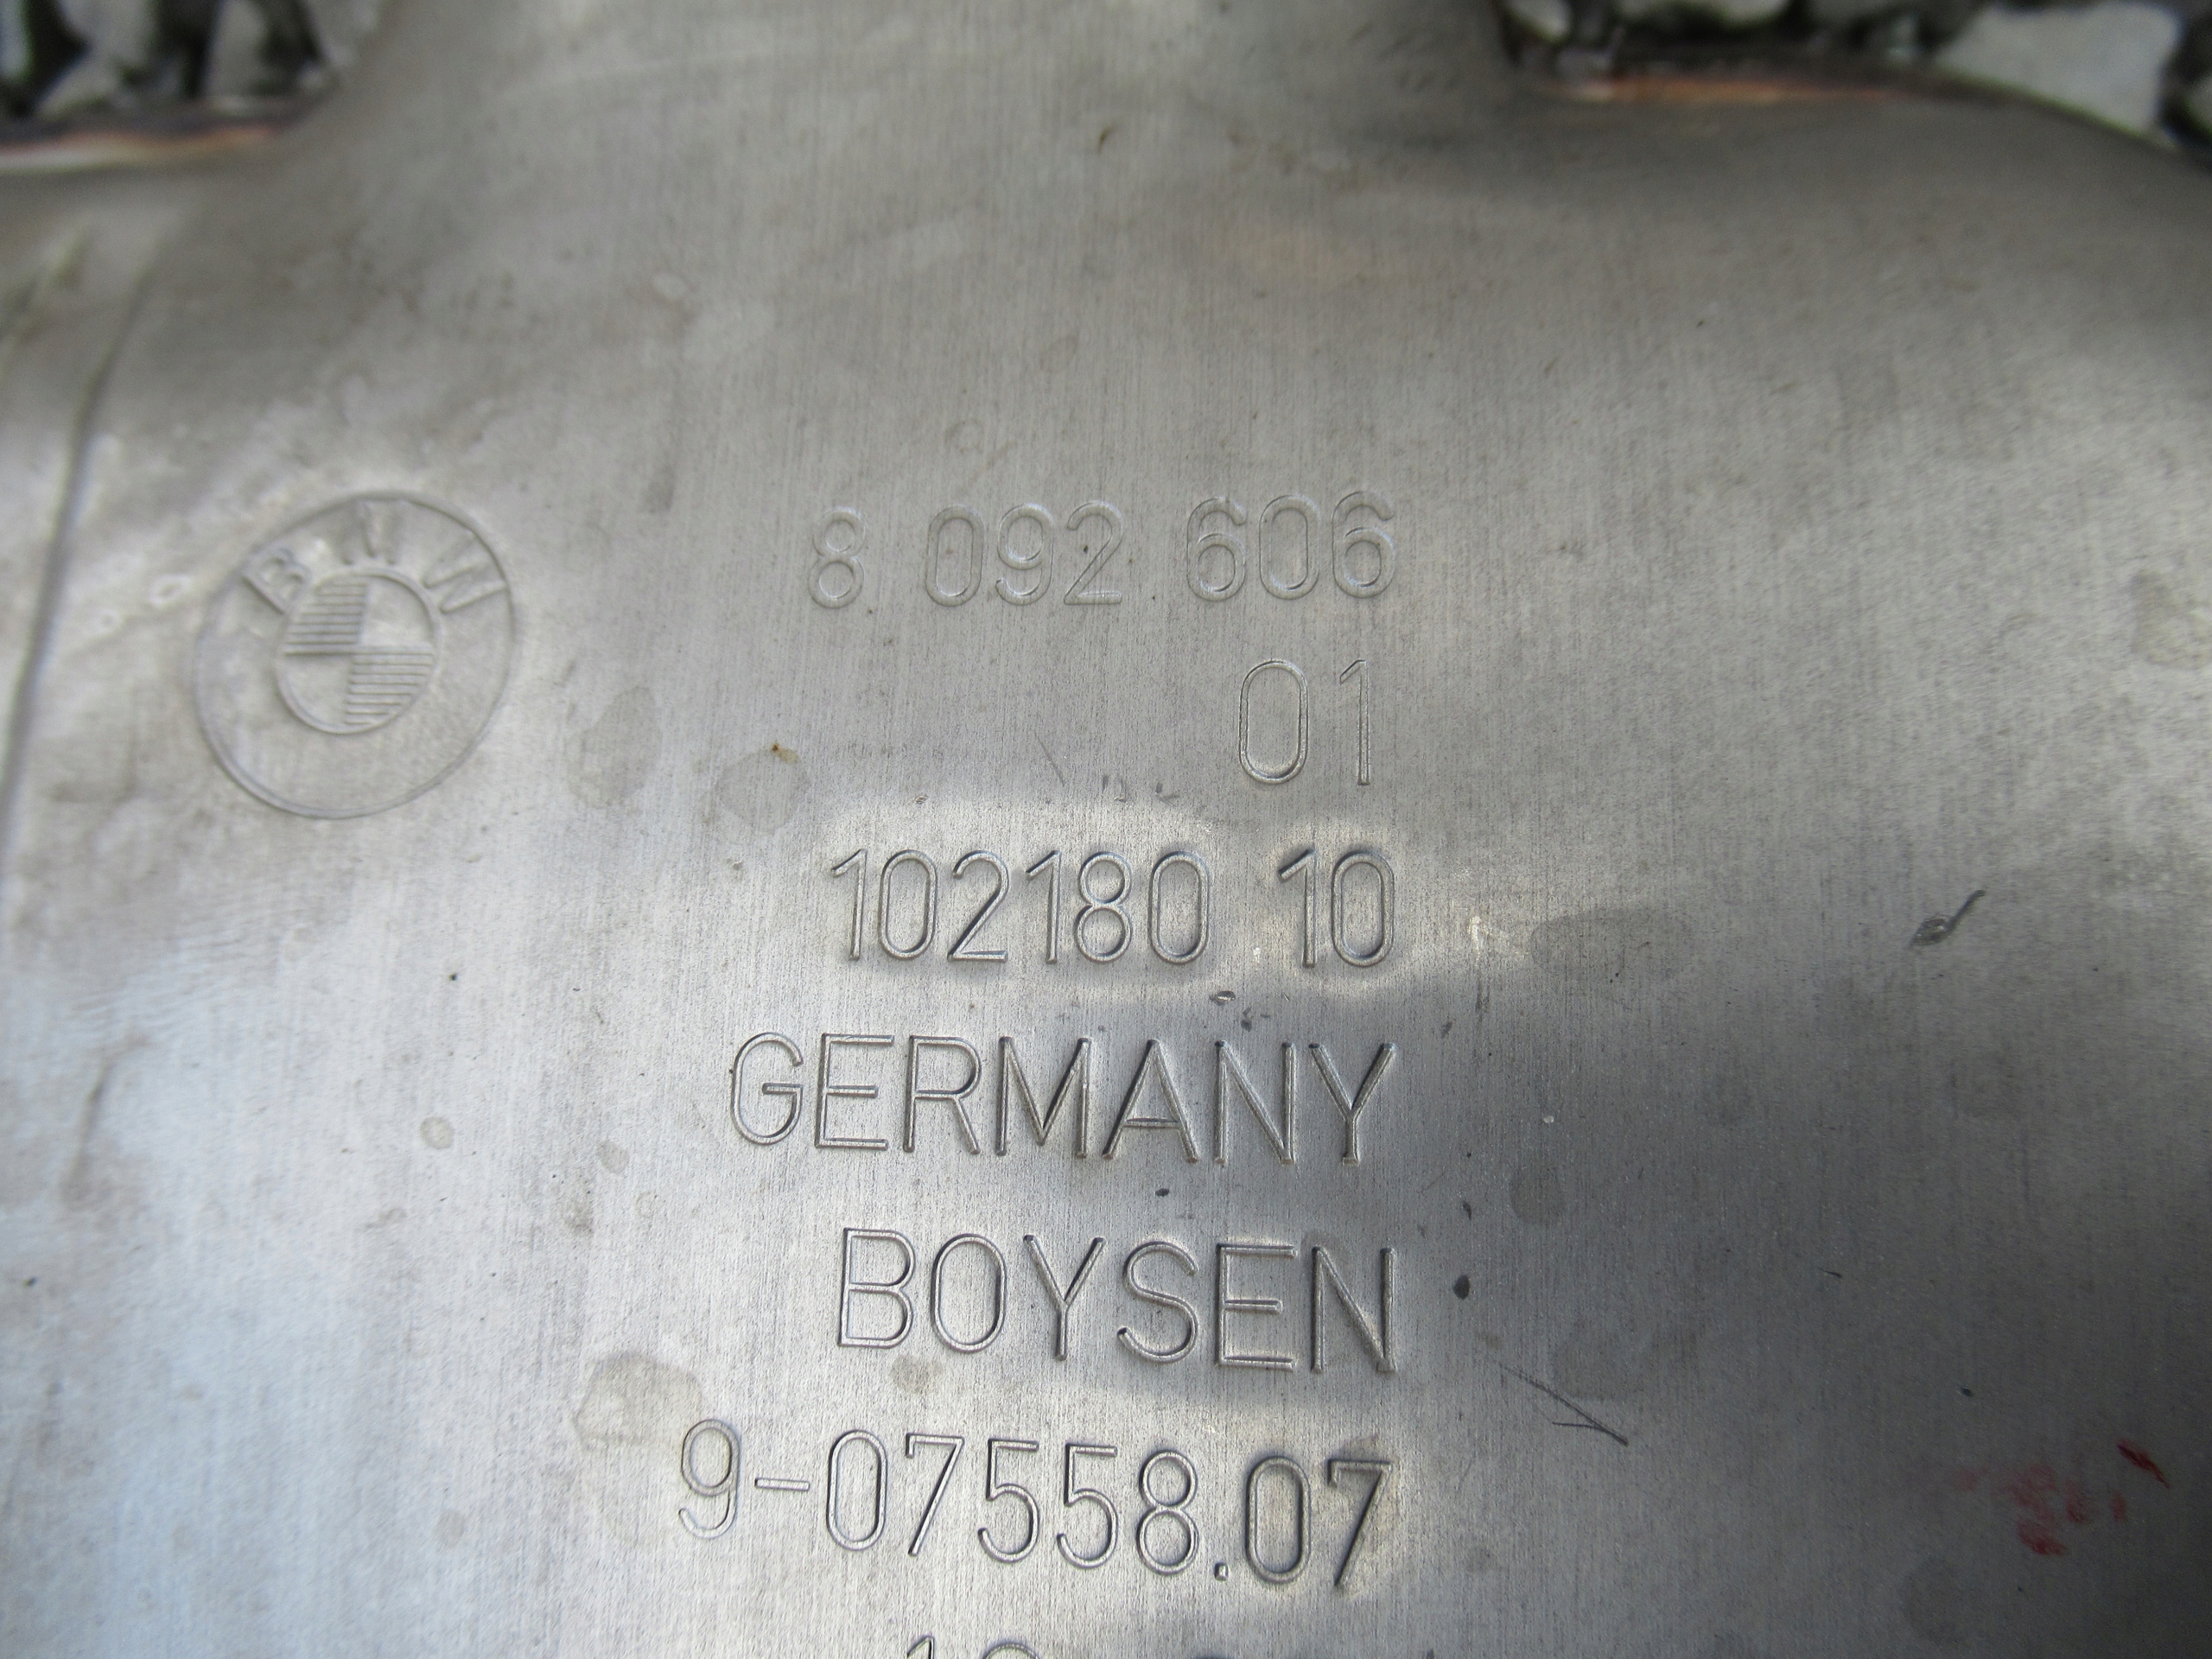 BMW
8 092 606
01
102180 10
GERMANY
BOYSEN
9-07558.07